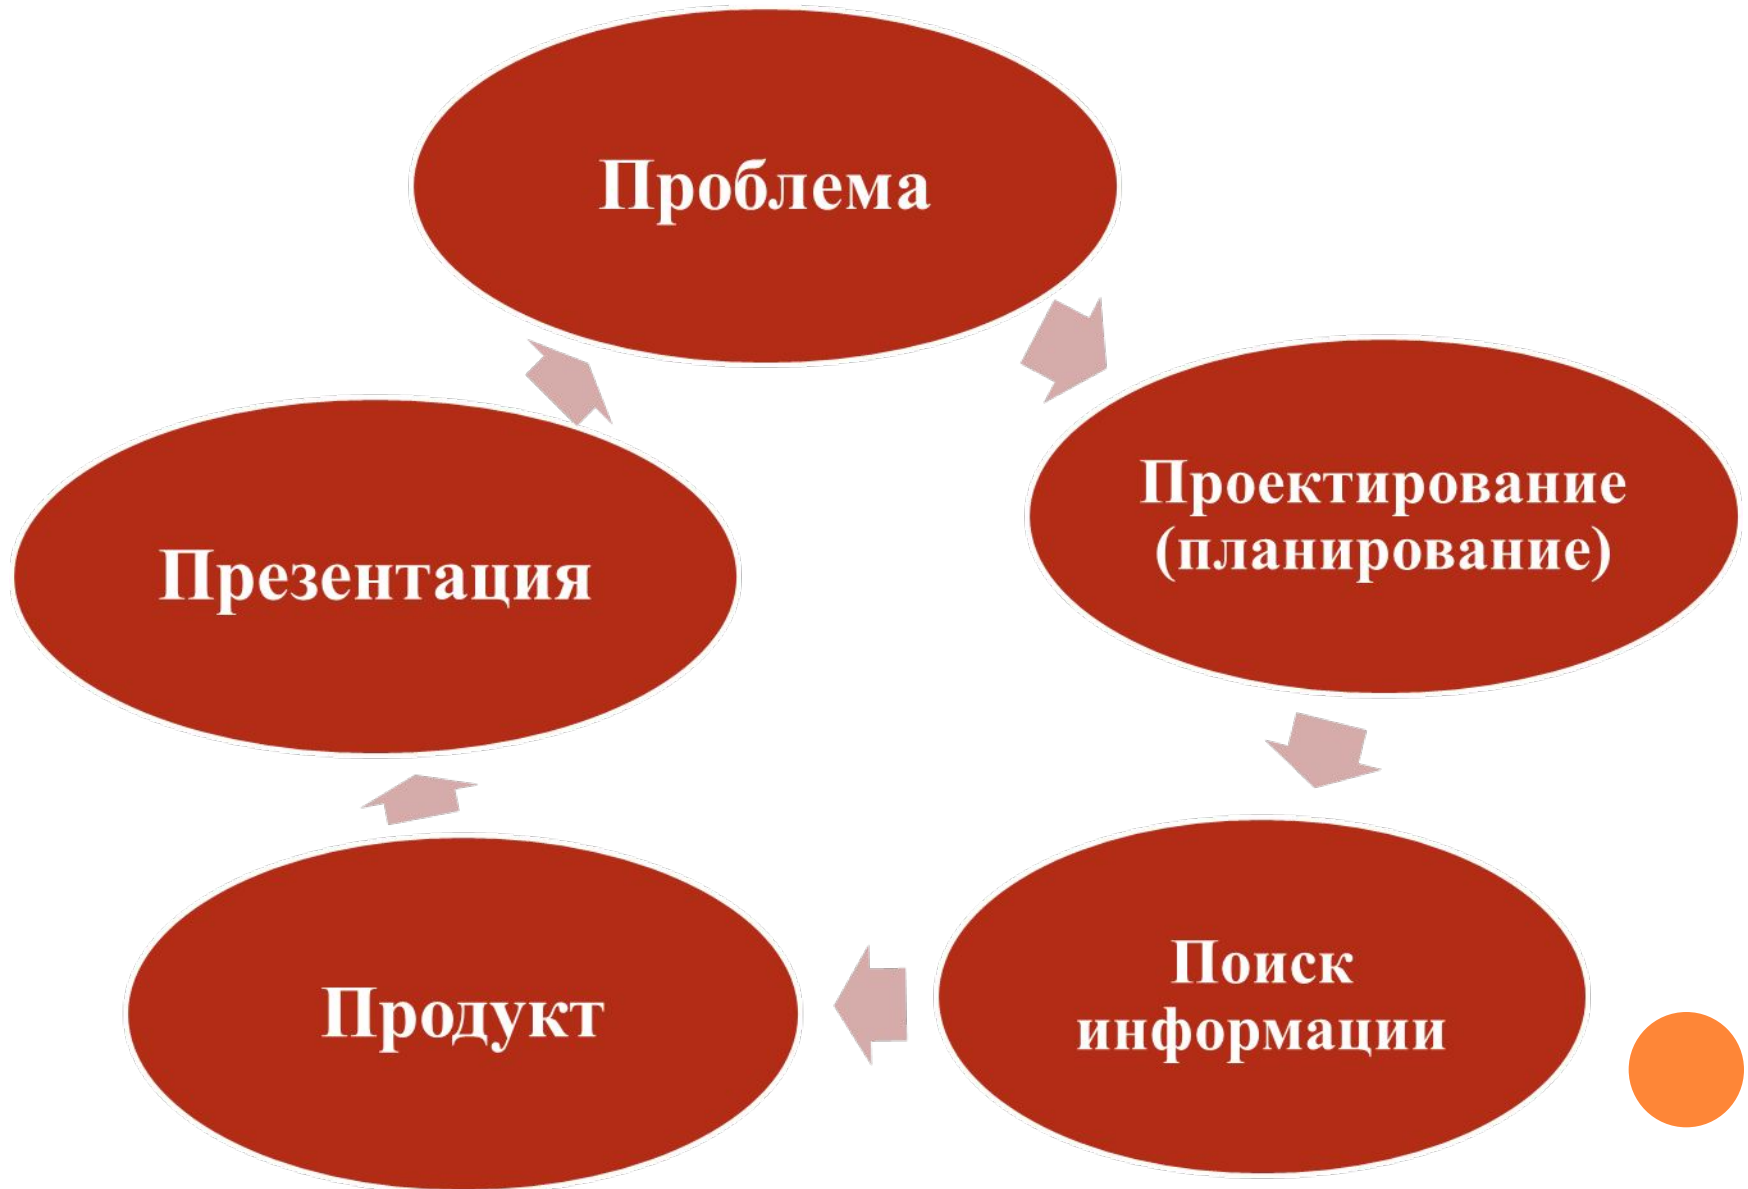 Проблема
Проектирование
(планирование)
Поиск
информации
Продукт
Презентация